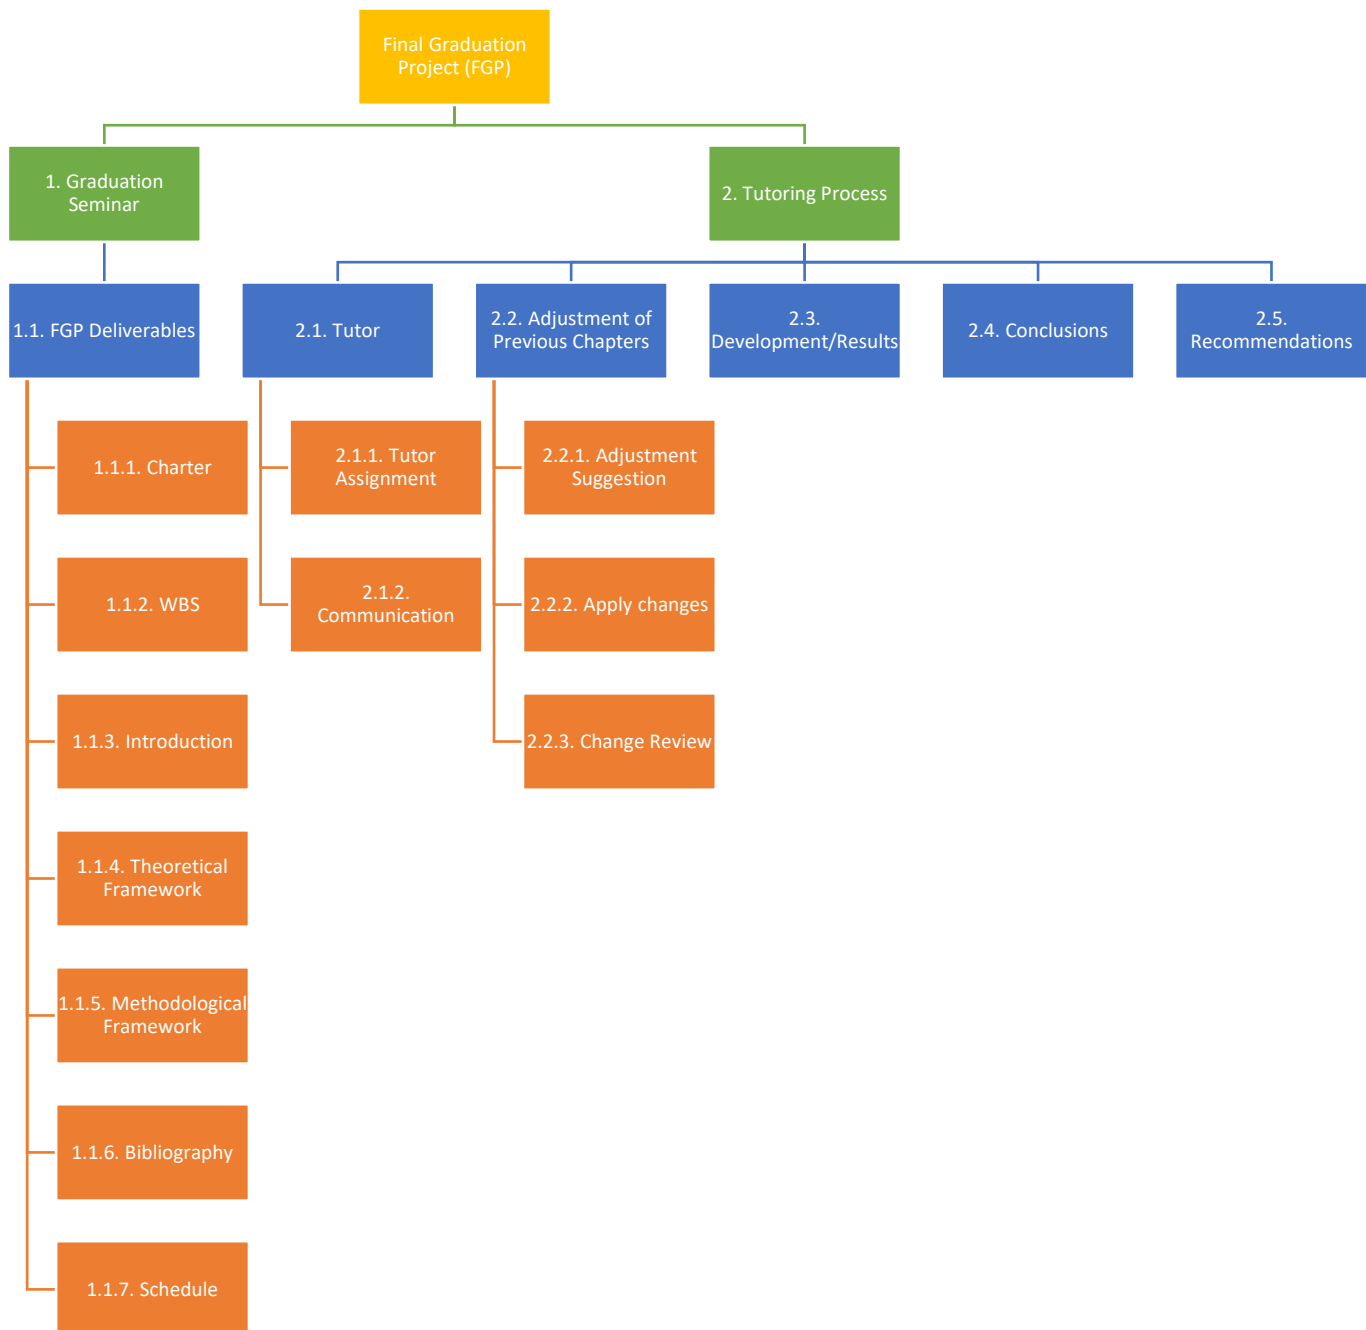 Final Graduation
Project (FGP)
1. Graduation
Seminar
2. Tutoring Process
1.1. FGP Deliverables
2.1. Tutor
2.2. Adjustment of
Previous Chapters
2.3.
Development/Results
2.4. Conclusions
2.5.
Recommendations
1.1.1. Charter
2.1.1. Tutor
Assignment
2.2.1. Adjustment
Suggestion
1.1.2. WBS
2.1.2.
Communication
2.2.2. Apply changes
1.1.3. Introduction
2.2.3. Change Review
1.1.4. Theoretical
Framework
1.1.5. Methodological
Framework
1.1.6. Bibliography
1.1.7. Schedule